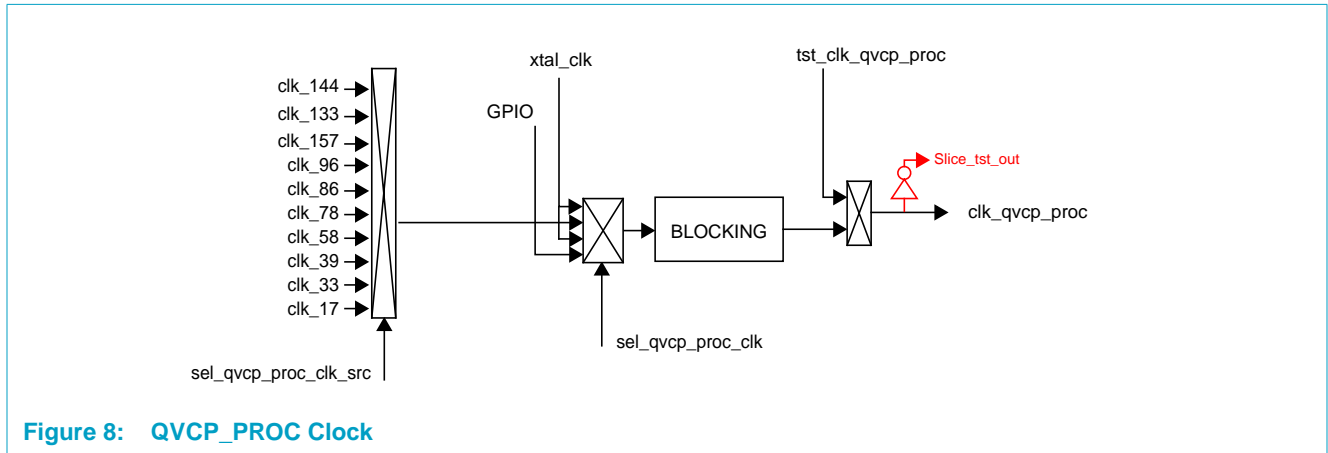 xtal_clk
tst_clk_qvcp_proc
clk_144
GPIO
clk_133
clk_157
clk_96
Slice_tst_out
clk_86
clk_78
clk_qvcp_proc
clk_58
BLOCKING
clk_39
clk_33
clk_17
sel_qvcp_proc_clk
sel_qvcp_proc_clk_src
Figure 8: QVCP_PROC Clock